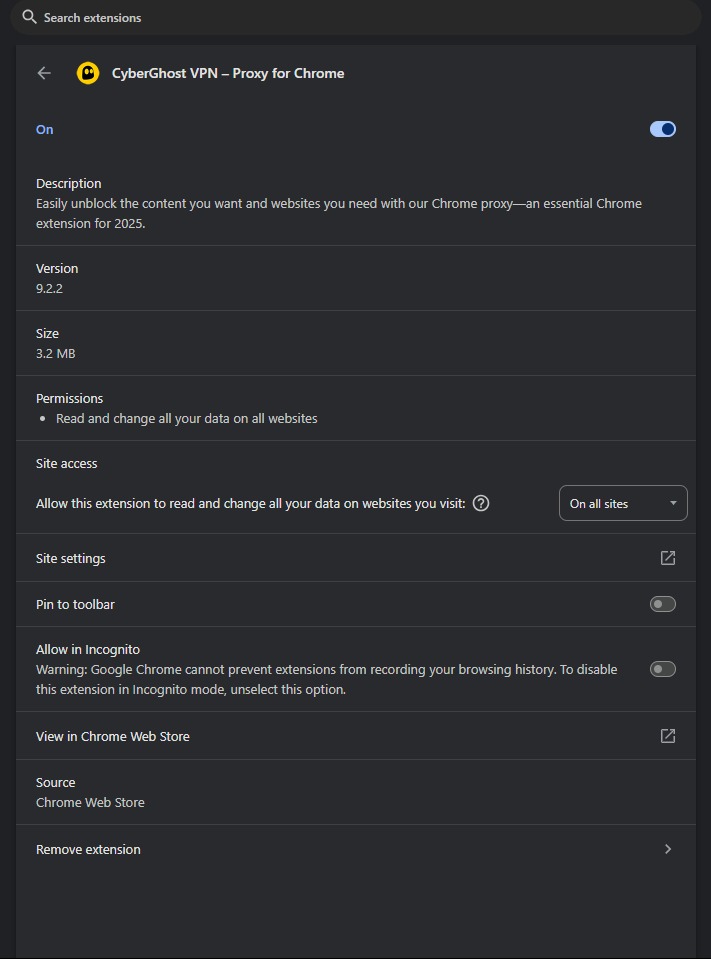 Search extensions
CyberGhost VPN – Proxy for Chrome
On
Description
Easily unblock the content you want and websites you need with our Chrome proxy—an essential Chrome
extension for 2025.
Version
9.2.2
Size
3.2 MB
Permissions
• Read and change all your data on all websites
Site access
Allow this extension to read and change all your data on websites you visit: ?
On all sites
Site settings
Pin to toolbar
Allow in Incognito
Warning: Google Chrome cannot prevent extensions from recording your browsing history. To disable
this extension in Incognito mode, unselect this option.
View in Chrome Web Store
Source
Chrome Web Store
Remove extension